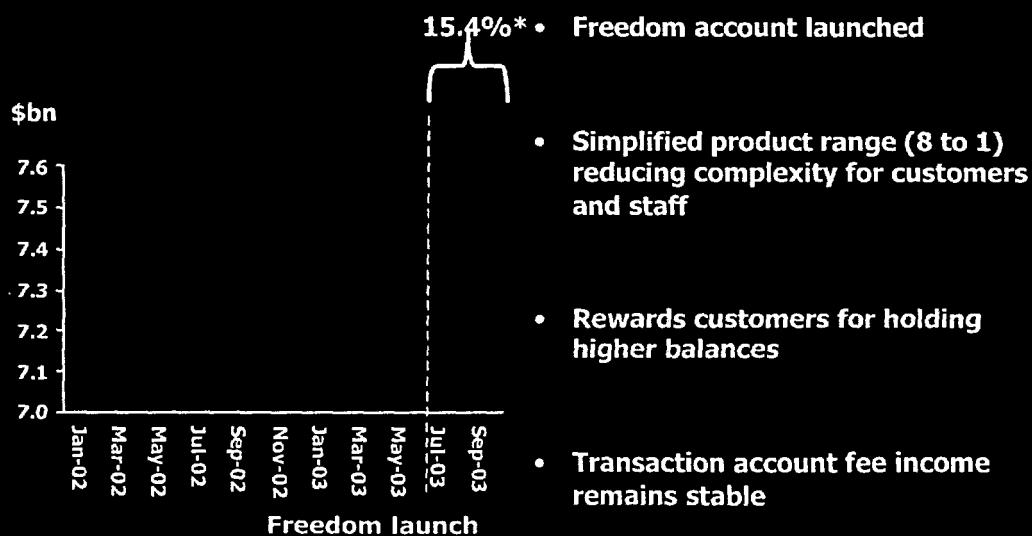 15.4%*
• Freedom account launched
$bn
7.6
7.5
7.4
7.3
7.2
7.1
7.0
Jan-02
Mar-02
May-02
Jul-02
Sep-02
Nov-02
Jan-03
Mar-03
May-03
Jul-03
Sep-03
Freedom launch
• Simplified product range (8 to 1)
reducing complexity for customers
and staff
• Rewards customers for holding
higher balances
• Transaction account fee income
remains stable